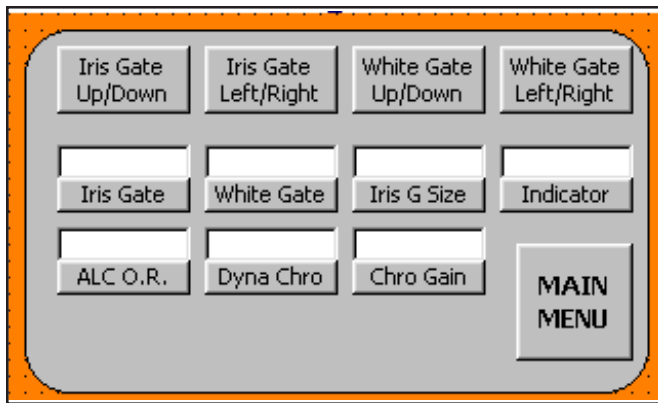 Iris Gate Up/Down
Iris Gate Left/Right
White Gate Up/Down
White Gate Left/Right
Iris Gate
White Gate
Iris G Size
Indicator
ALC O.R.
Dyna Chro
Chro Gain
MAIN
MENU